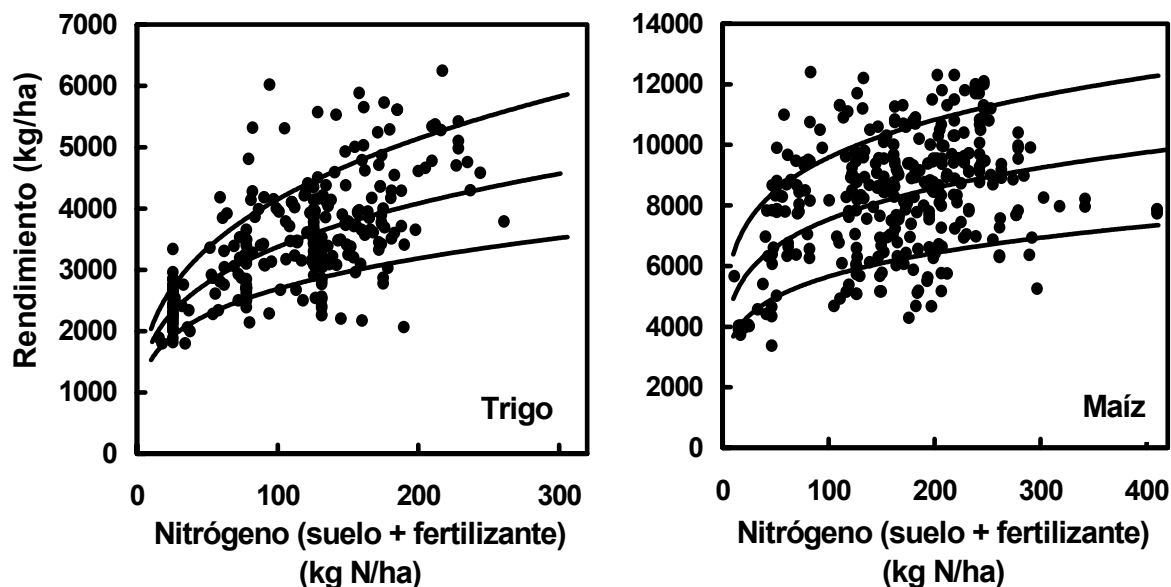 Rendimiento (kg/ha)
7000
6000
5000
4000
3000
2000
1000
0
0 100 200 300
Trigo
Nitrógeno (suelo + fertilizante)
(kg N/ha)
14000
12000
10000
8000
6000
4000
2000
0
0 100 200 300 400
Maíz
Nitrógeno (suelo + fertilizante)
(kg N/ha)